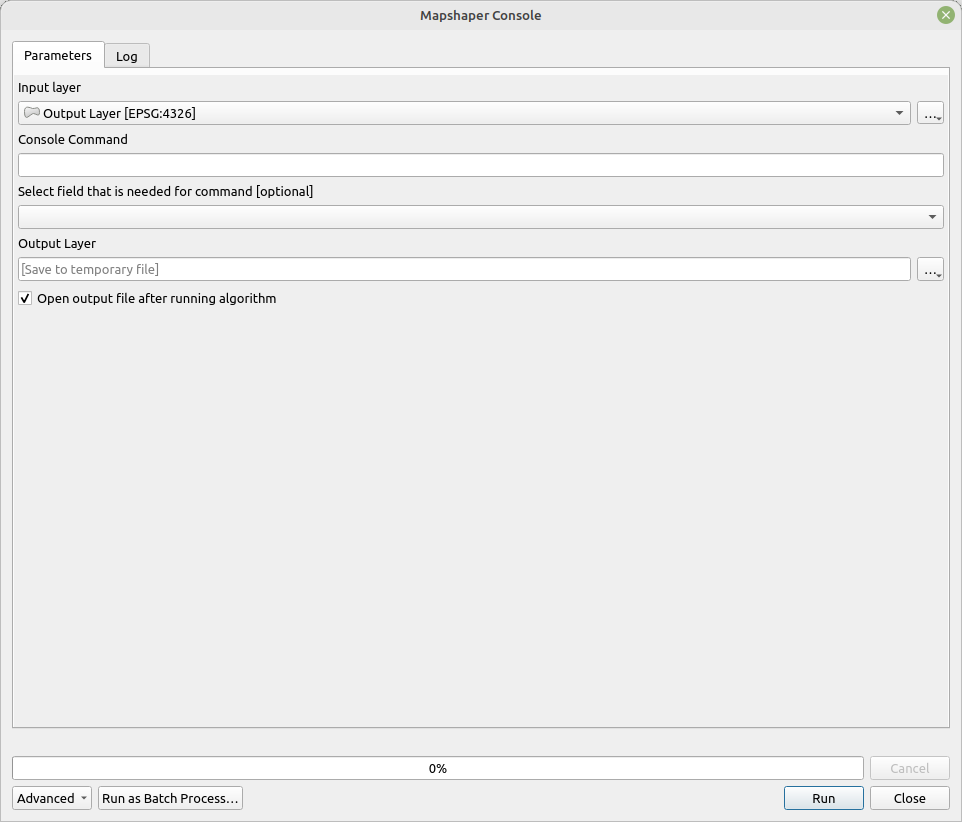 Mapshaper Console
Parameters
Log
Input layer
Output Layer [EPSG:4326]
...
Console Command
Select field that is needed for command [optional]
Output Layer
[Save to temporary file]
...
Open output file after running algorithm
0%
Cancel
Advanced
Run as Batch Process...
Run
Close